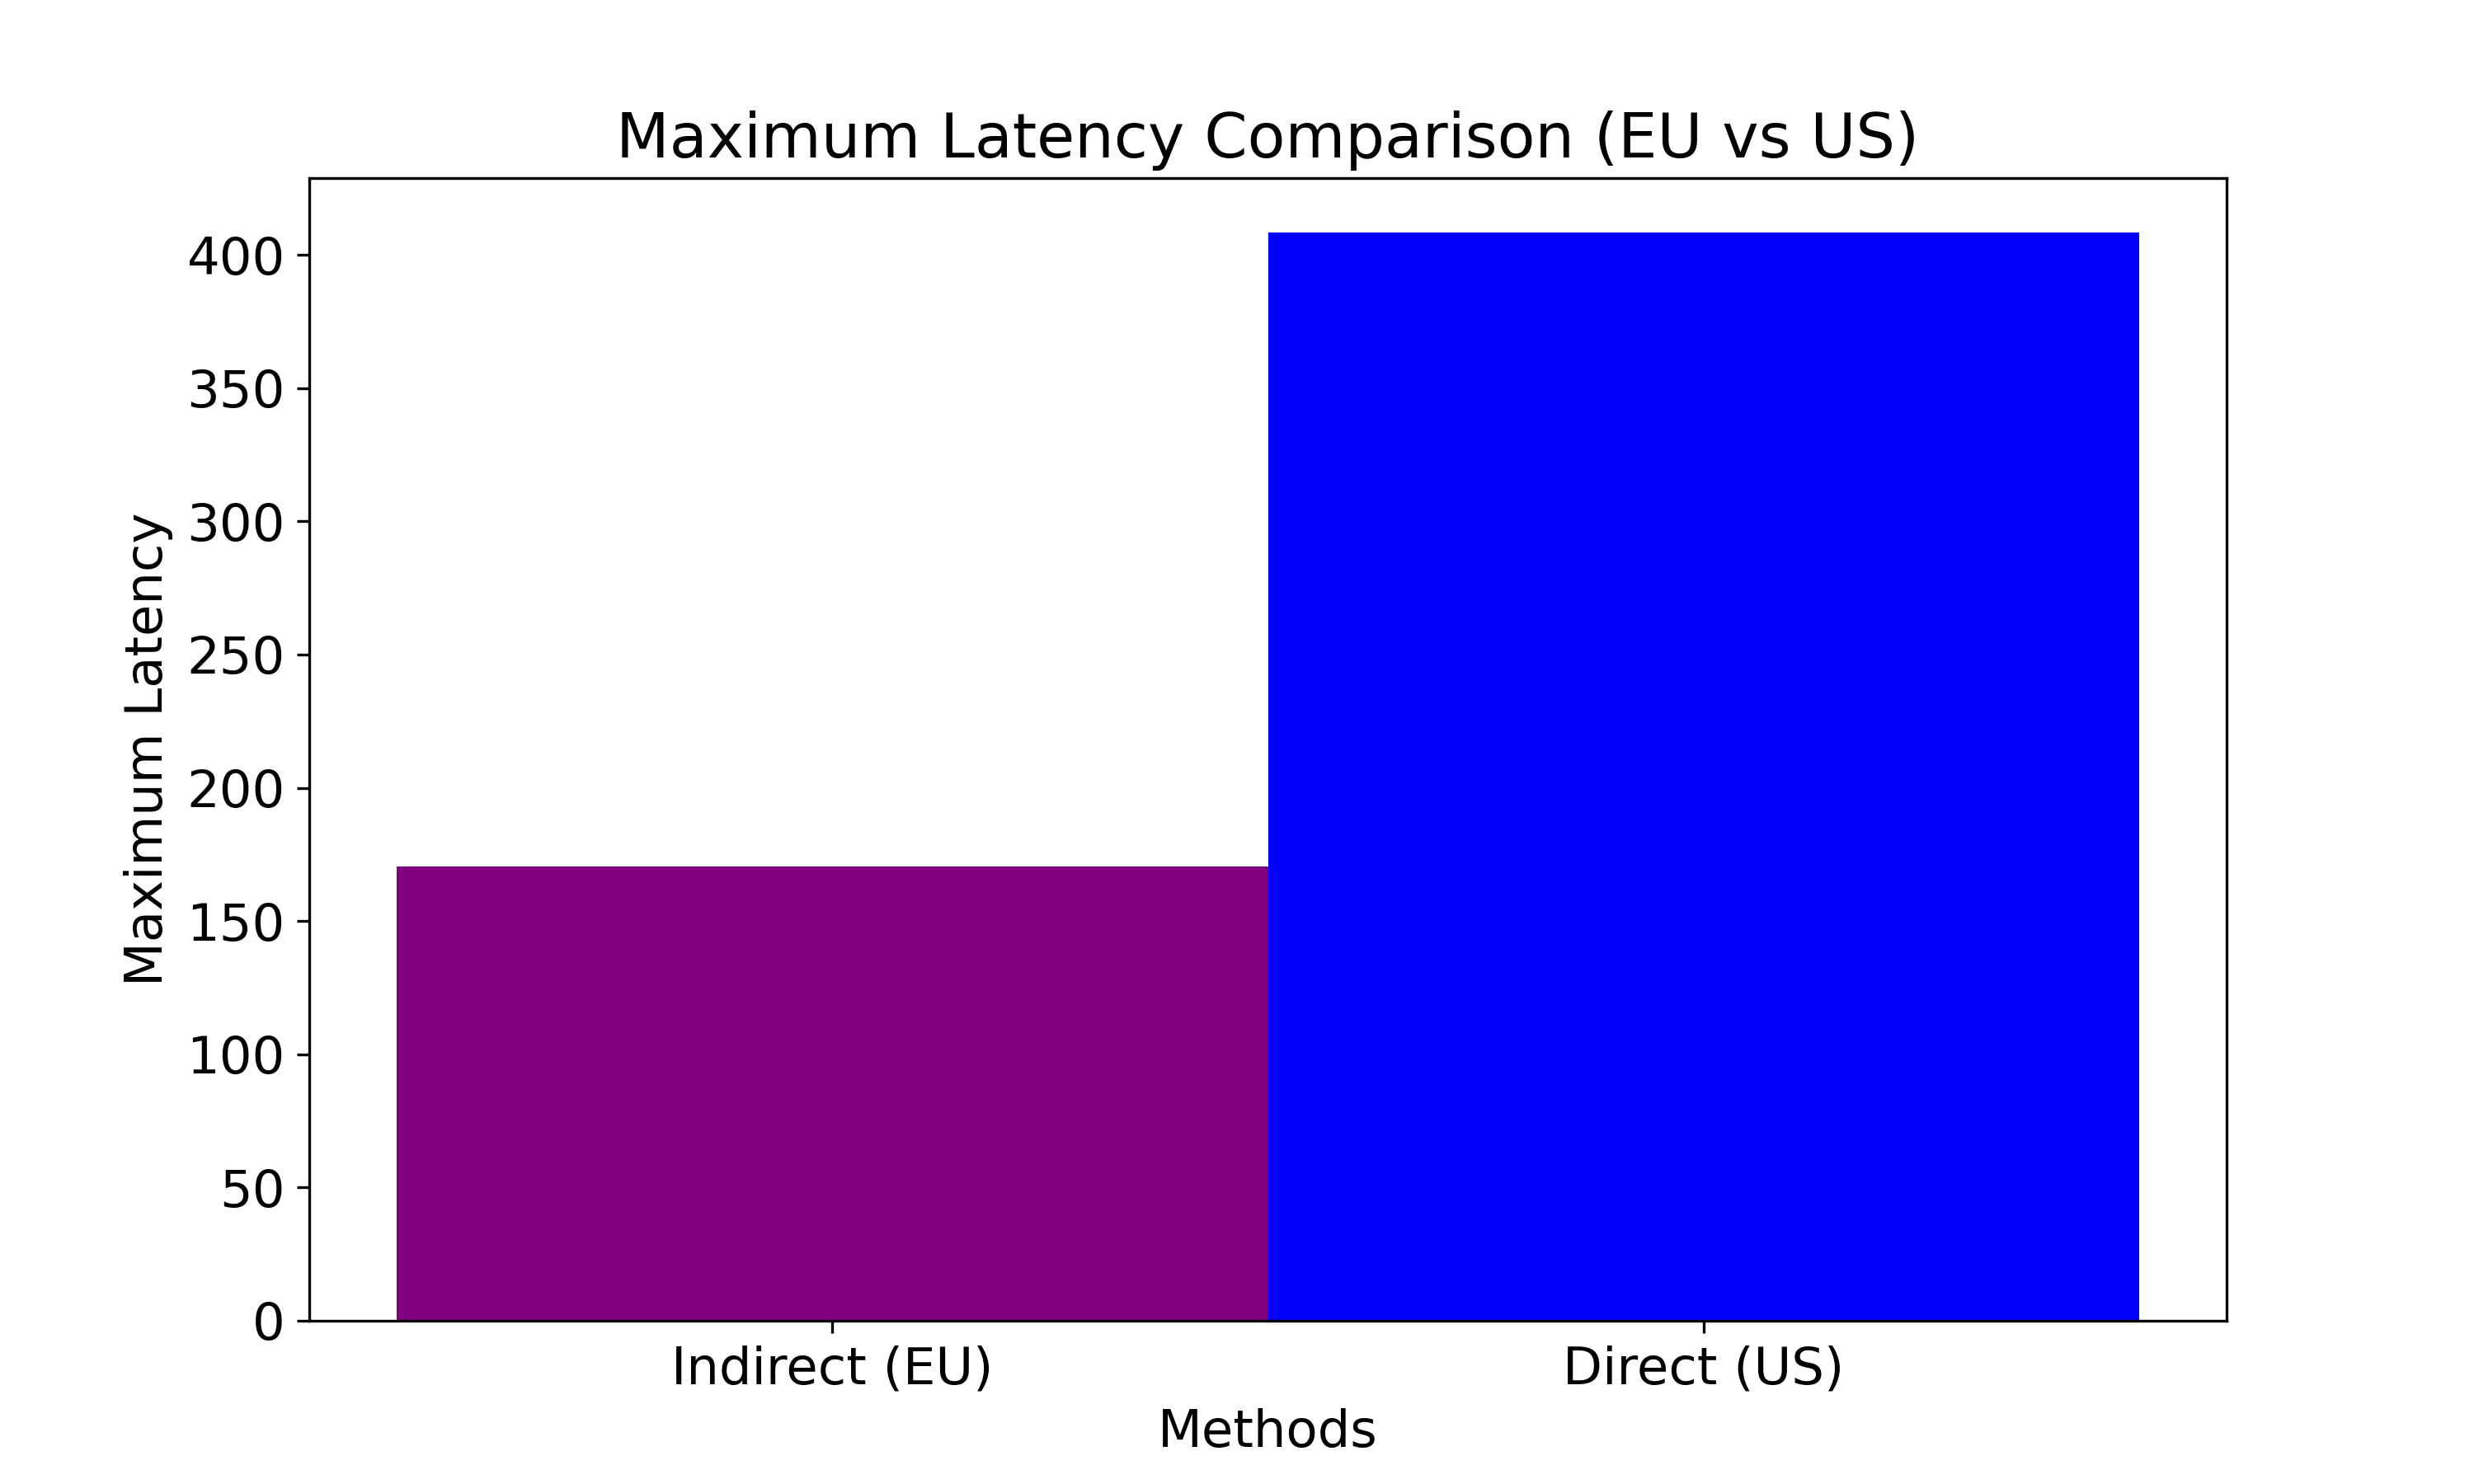 Maximum Latency Comparison (EU vs US)
Maximum Latency
400
350
300
250
200
150
100
50
0
Indirect (EU)
Direct (US)
Methods